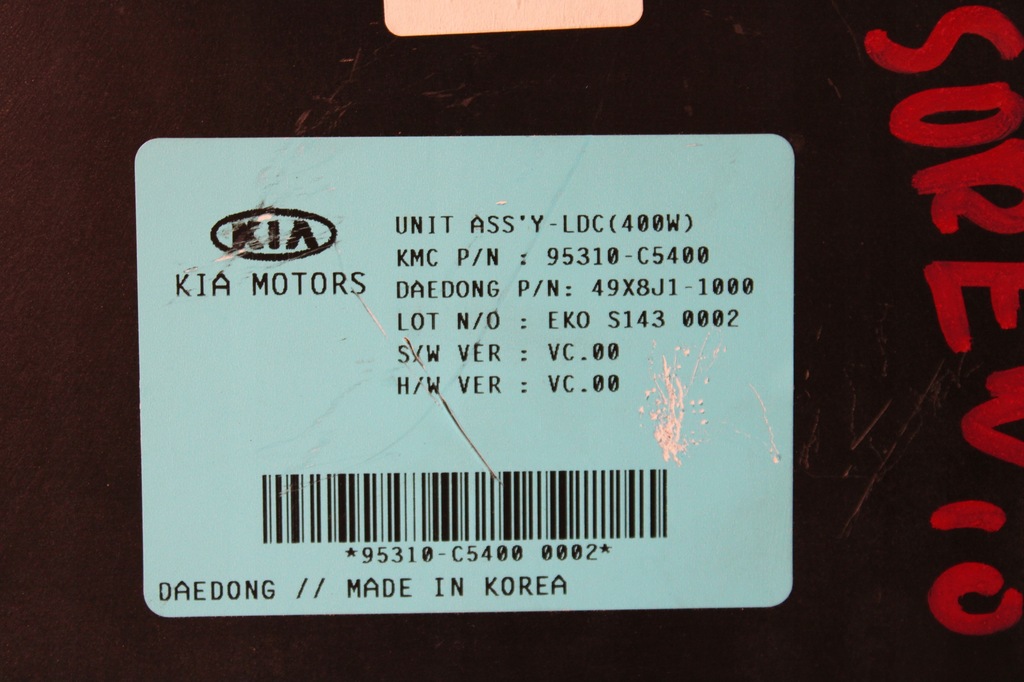 KIA
KIA MOTORS
UNIT ASS'Y-LDC(400W)
KMC P/N : 95310-C5400
DAEDONG P/N: 49X8J1-1000
LOT N/O : EKO S143 0002
S/W VER : VC.00
H/W VER : VC.00
*95310-C5400 0002*
DAEDONG // MADE IN KOREA